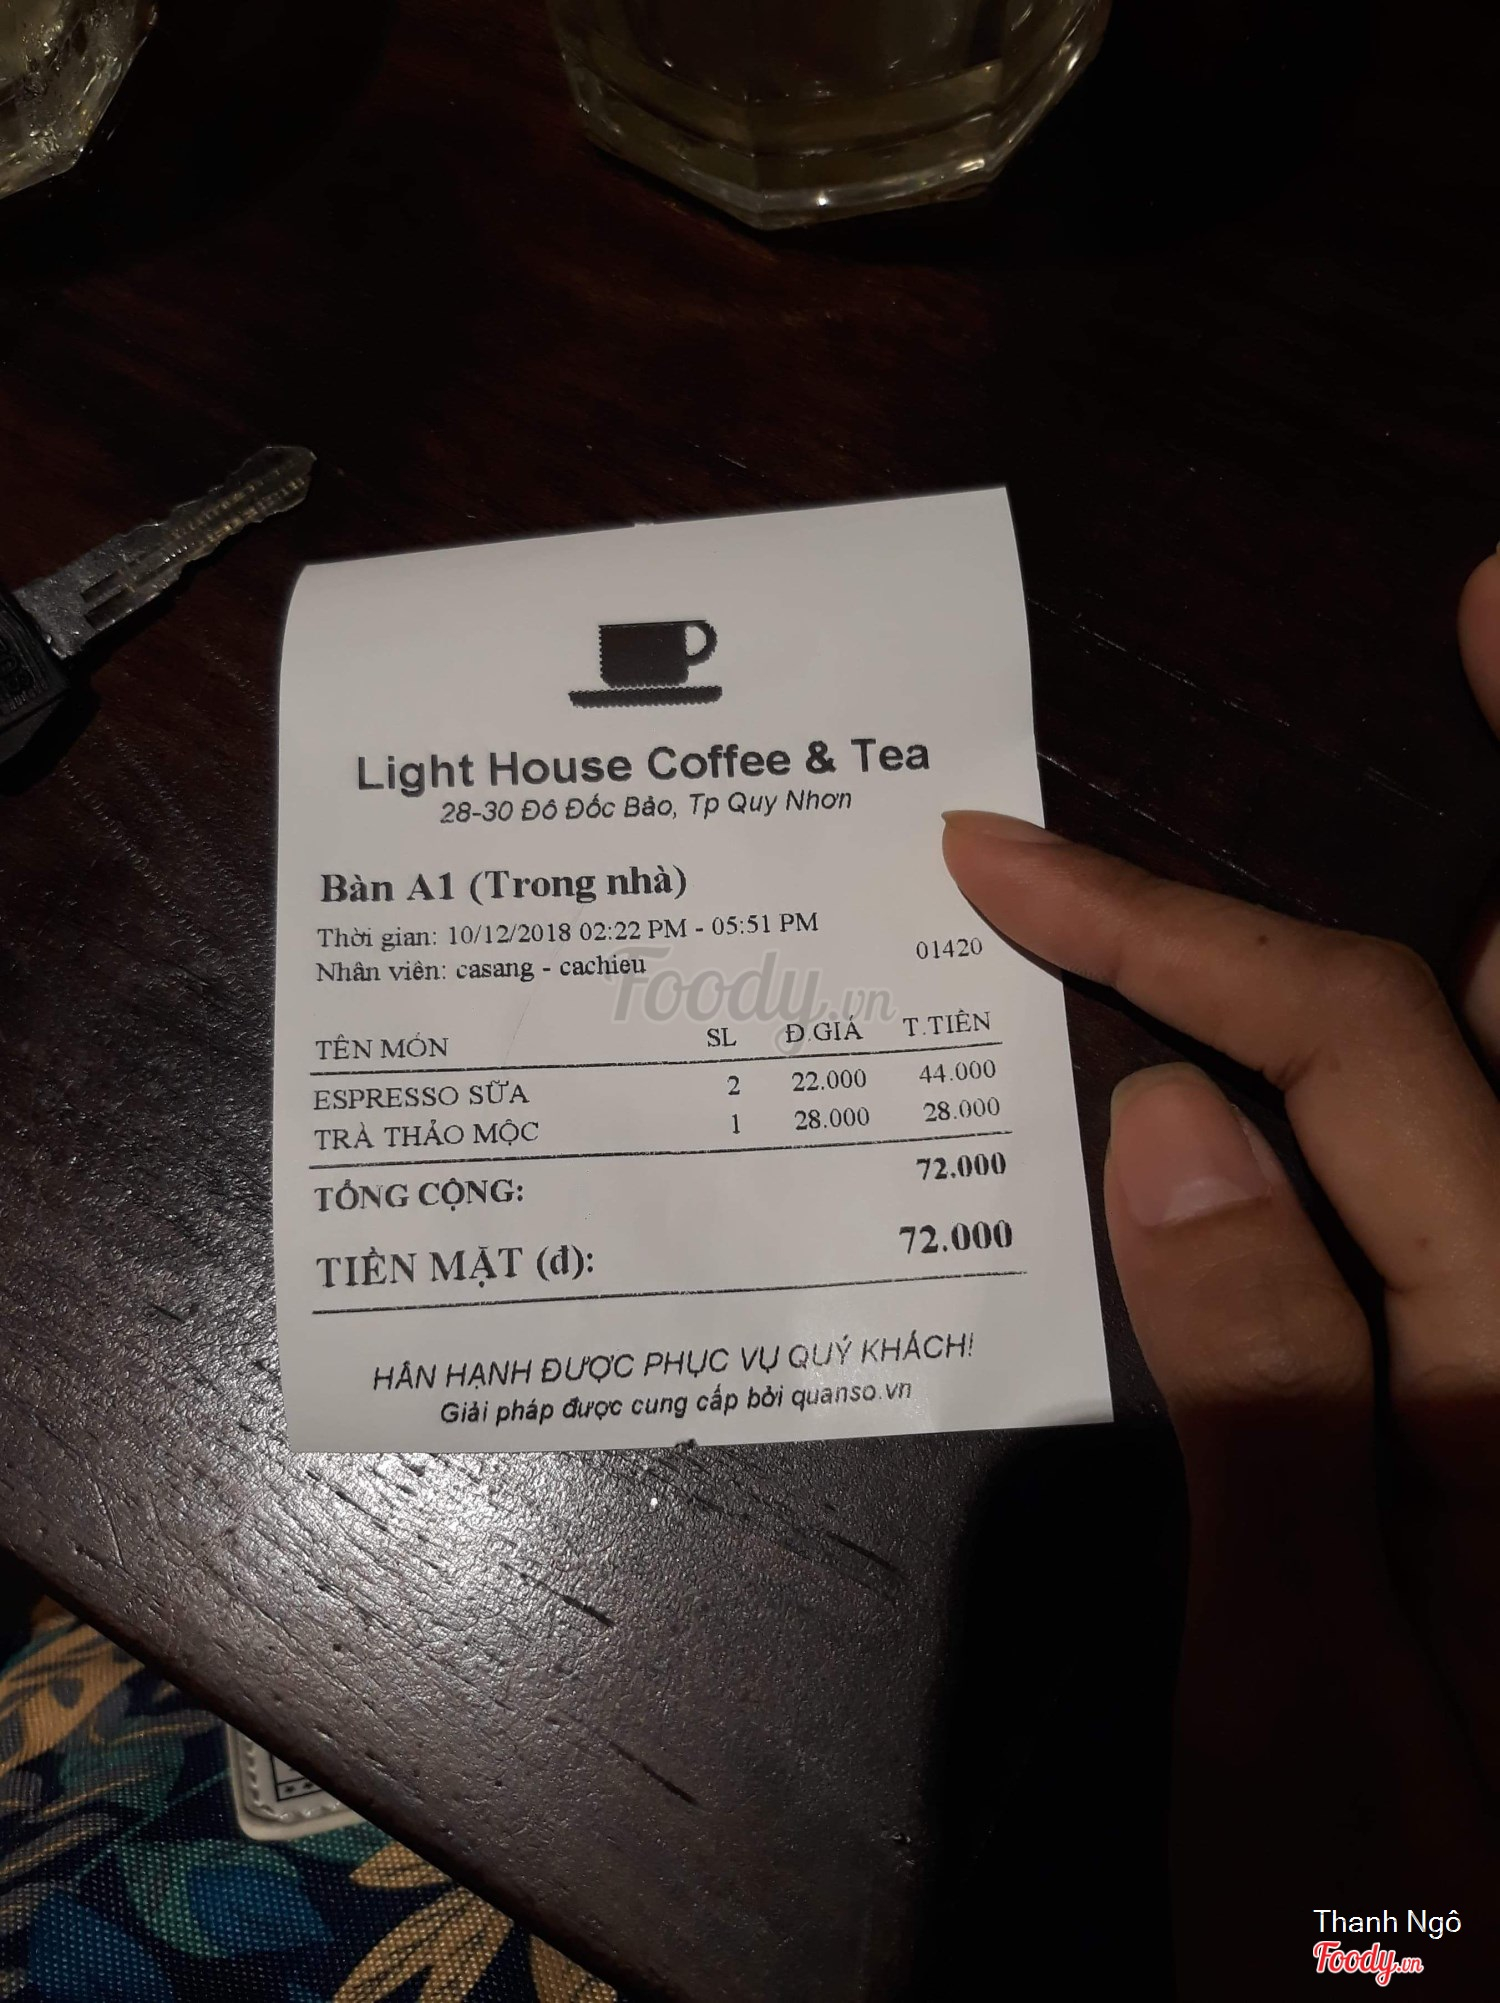 Light House Coffee & Tea
28-30 Đô Đốc Bảo, Tp Quy Nhơn
Bàn A1 (Trong nhà)
Thời gian: 10/12/2018 02:22 PM - 05:51 PM
Nhân viên: casang - cachieu 01420
Foody.vn
TÊN MÓN SL Đ.GIÁ T.TIỀN
ESPRESSO SỮA 2 22.000 44.000
TRÀ THẢO MỘC 1 28.000 28.000
TỔNG CỘNG: 72.000
TIỀN MẶT (đ): 72.000
HÂN HẠNH ĐƯỢC PHỤC VỤ QUÝ KHÁCH!
Giải pháp được cung cấp bởi quanso.vn
Thanh Ngô
Foody.vn